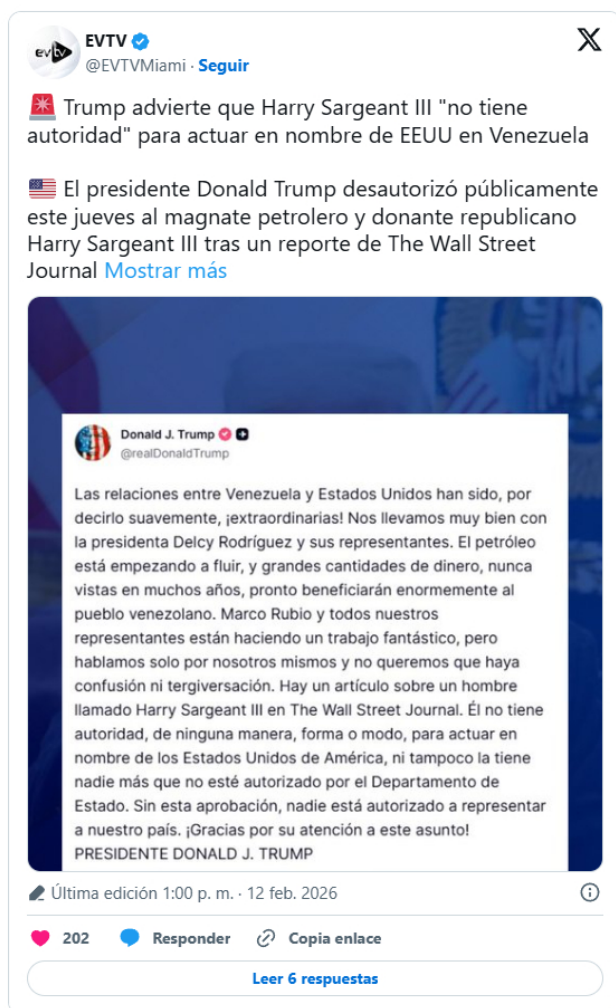 EVTV
@EVTVMiami · Seguir
X
🚨 Trump advierte que Harry Sargeant III "no tiene
autoridad" para actuar en nombre de EEUU en Venezuela
🇺🇸 El presidente Donald Trump desautorizó públicamente
este jueves al magnate petrolero y donante republicano
Harry Sargeant III tras un reporte de The Wall Street
Journal Mostrar más
Donald J. Trump
@realDonaldTrump
Las relaciones entre Venezuela y Estados Unidos han sido, por
decirlo suavemente, ¡extraordinarias! Nos llevamos muy bien con
la presidenta Delcy Rodríguez y sus representantes. El petróleo
está empezando a fluir, y grandes cantidades de dinero, nunca
vistas en muchos años, pronto beneficiarán enormemente al
pueblo venezolano. Marco Rubio y todos nuestros
representantes están haciendo un trabajo fantástico, pero
hablamos solo por nosotros mismos y no queremos que haya
confusión ni tergiversación. Hay un artículo sobre un hombre
llamado Harry Sargeant III en The Wall Street Journal. Él no tiene
autoridad, de ninguna manera, forma o modo, para actuar en
nombre de los Estados Unidos de América, ni tampoco la tiene
nadie más que no esté autorizado por el Departamento de
Estado. Sin esta aprobación, nadie está autorizado a representar
a nuestro país. ¡Gracias por su atención a este asunto!
PRESIDENTE DONALD J. TRUMP
Última edición 1:00 p. m. · 12 feb. 2026
202 Responder Copia enlace
Leer 6 respuestas